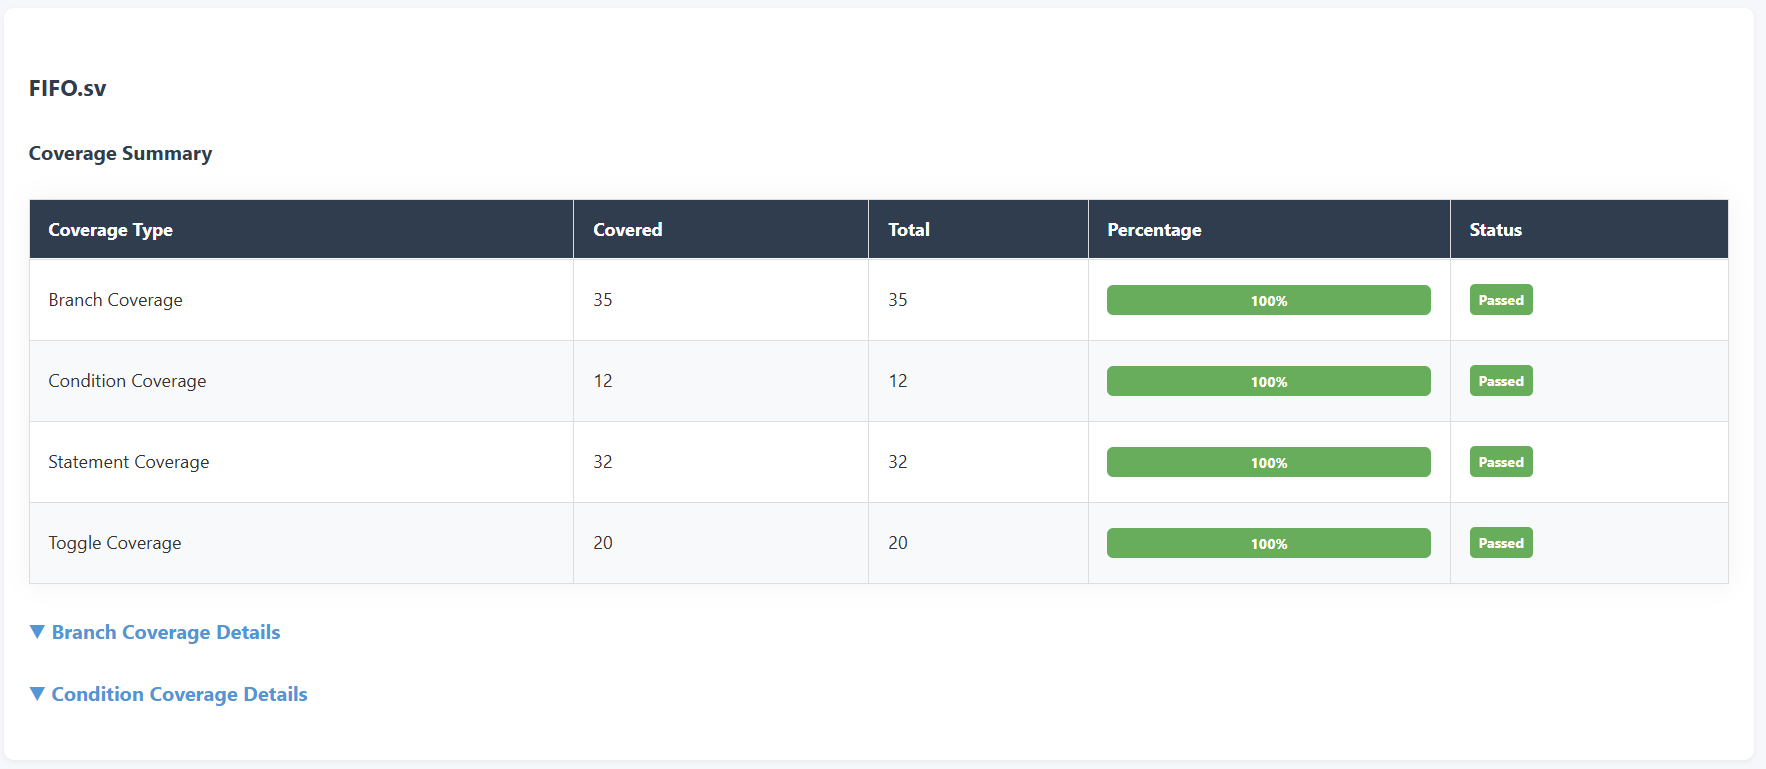 FIFO.sv
Coverage Summary
Coverage Type Covered Total Percentage Status
Branch Coverage 35 35 100% Passed
Condition Coverage 12 12 100% Passed
Statement Coverage 32 32 100% Passed
Toggle Coverage 20 20 100% Passed
▼ Branch Coverage Details
▼ Condition Coverage Details